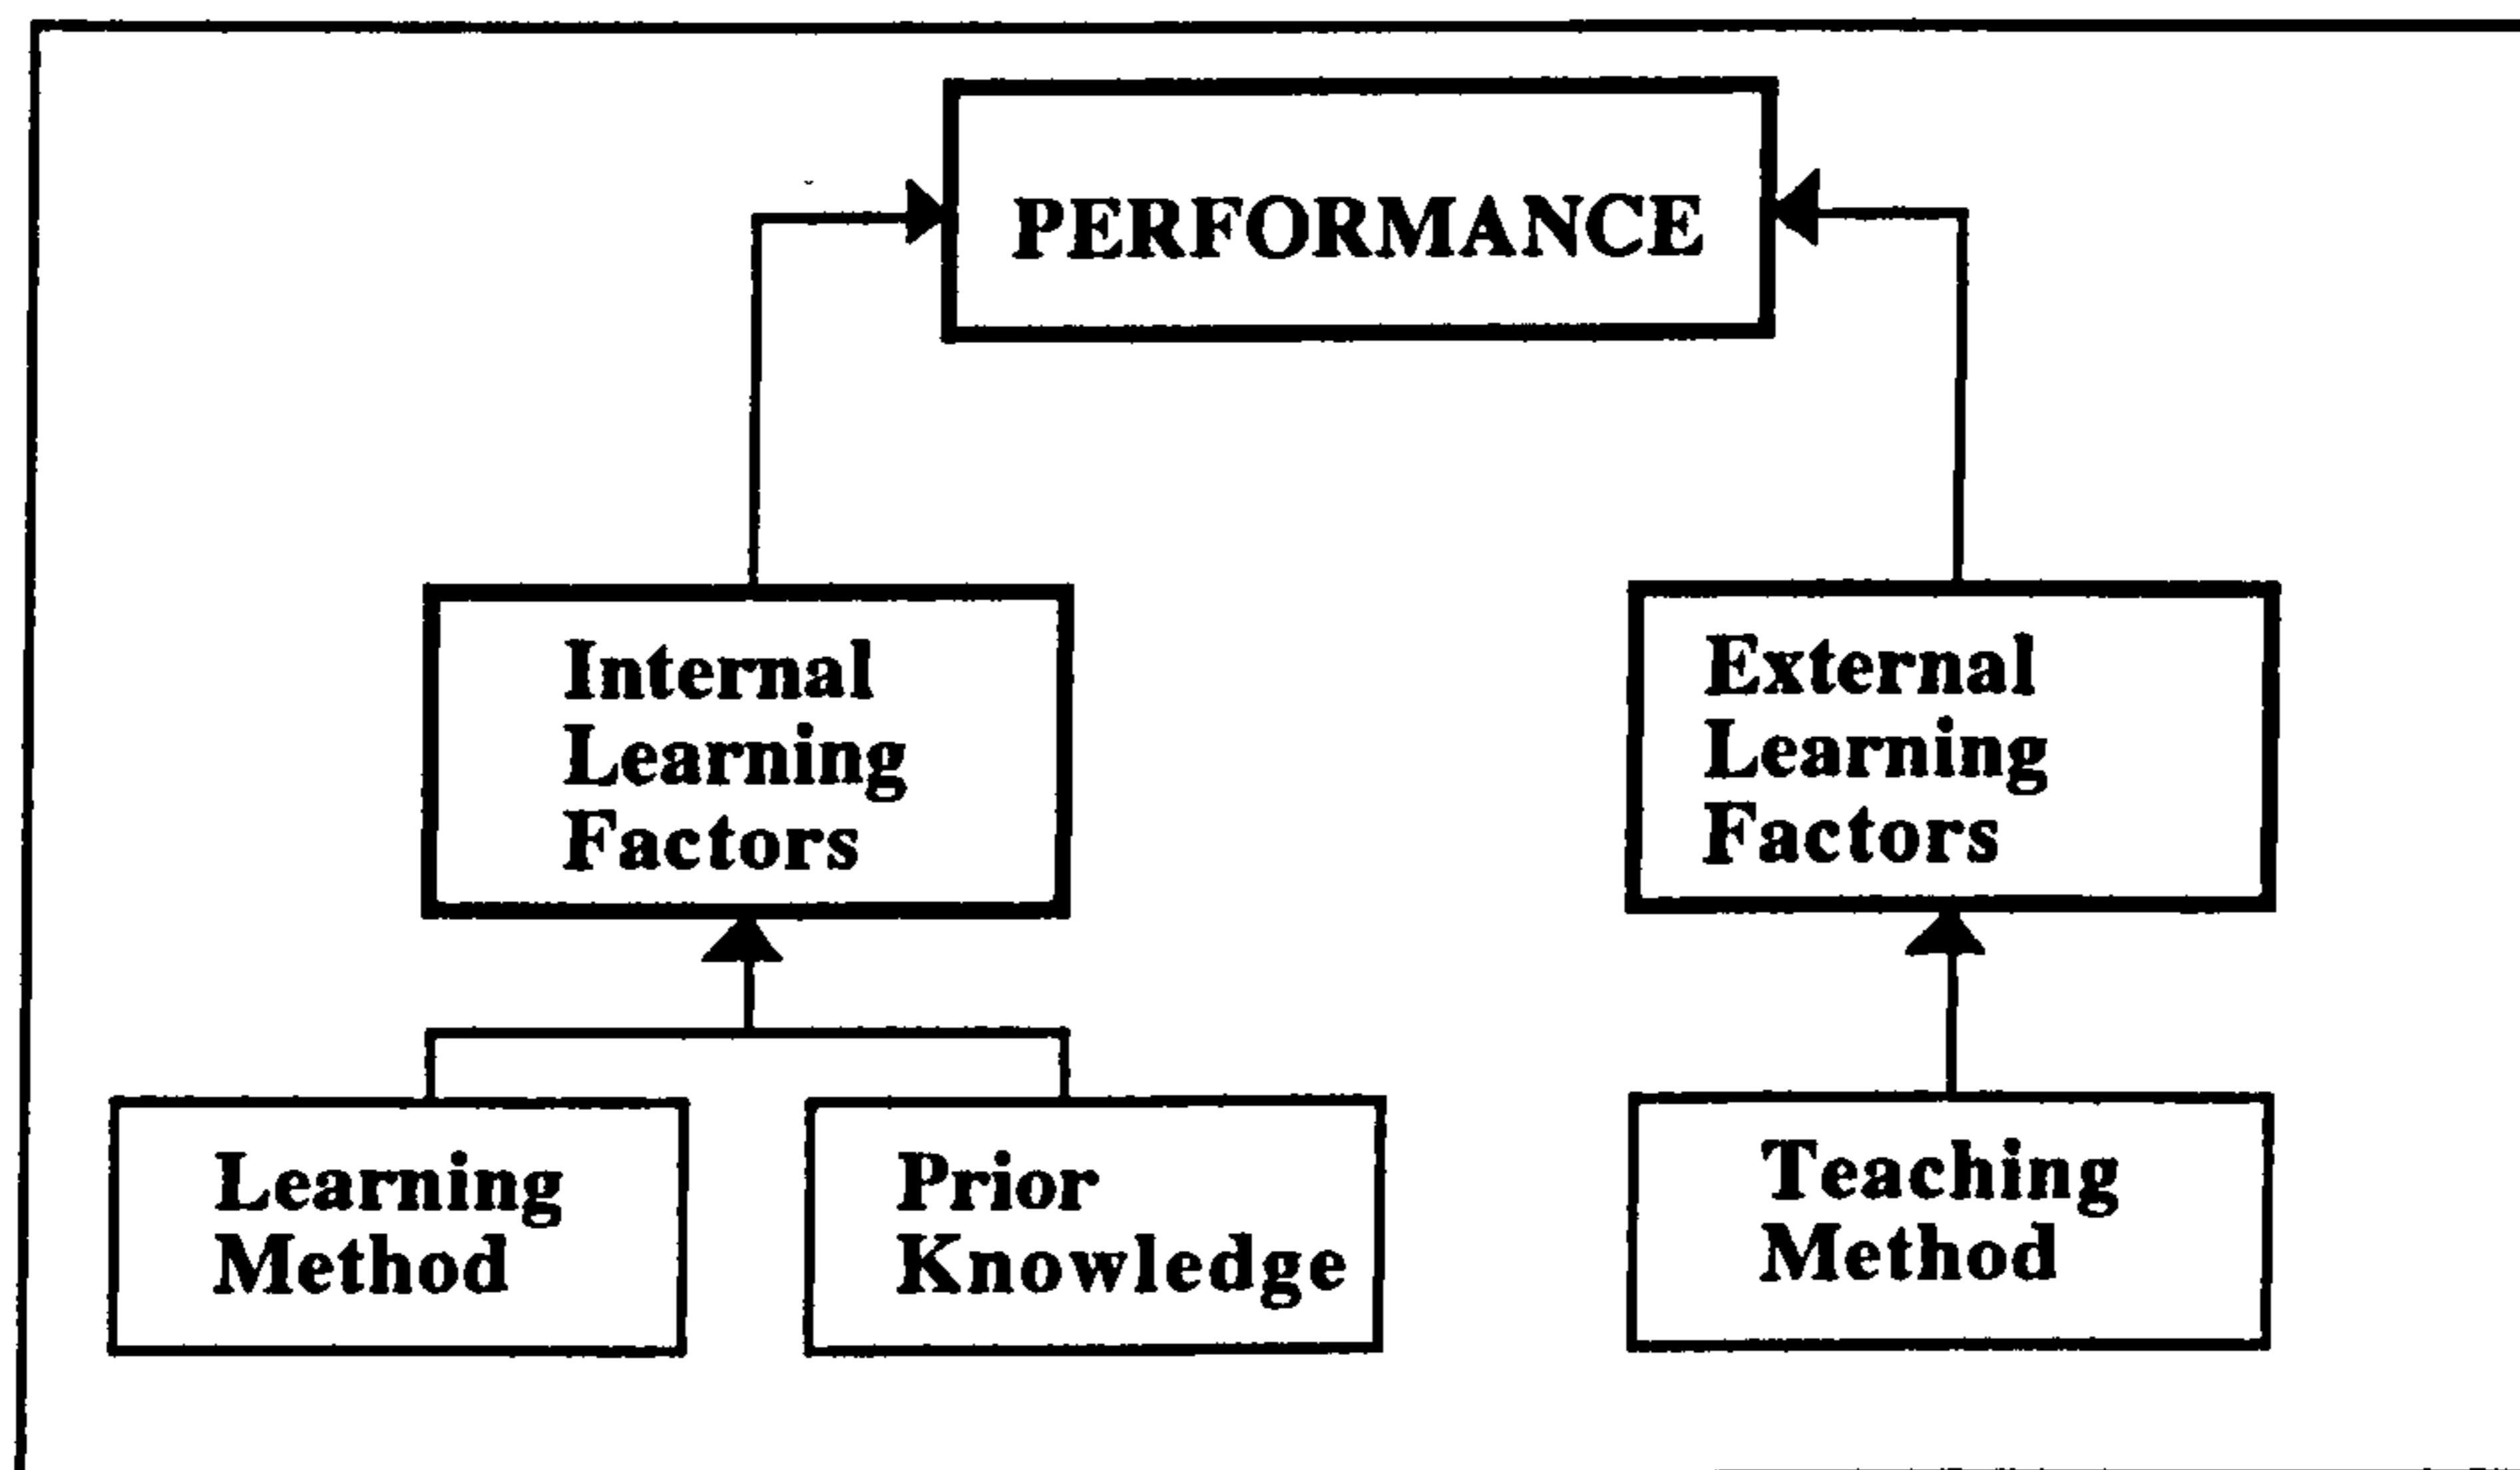 PERFORMANCE
Internal
Learning
Factors
External
Learning
Factors
Learning
Method
Prior
Knowledge
Teaching
Method